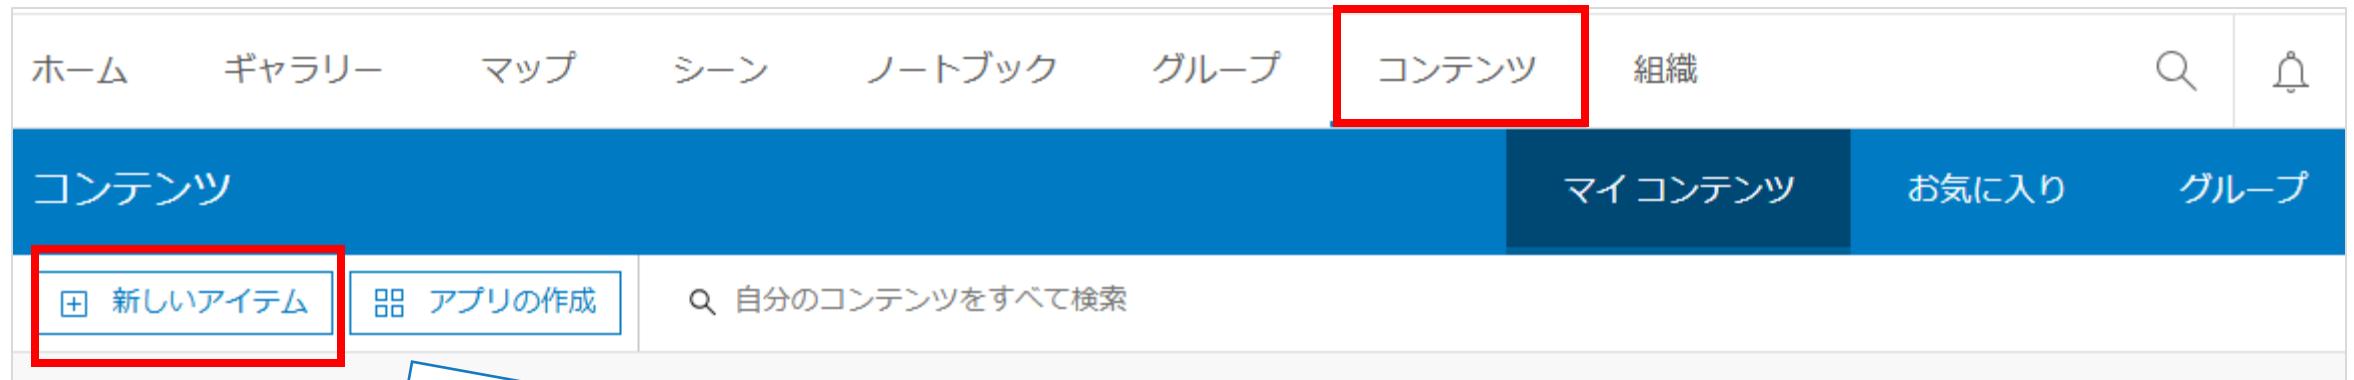 ホーム ギャラリー マップ シーン ノートブック グループ コンテンツ 組織
コンテンツ マイ コンテンツ お気に入り グループ
新しいアイテム アプリの作成 自分のコンテンツをすべて検索